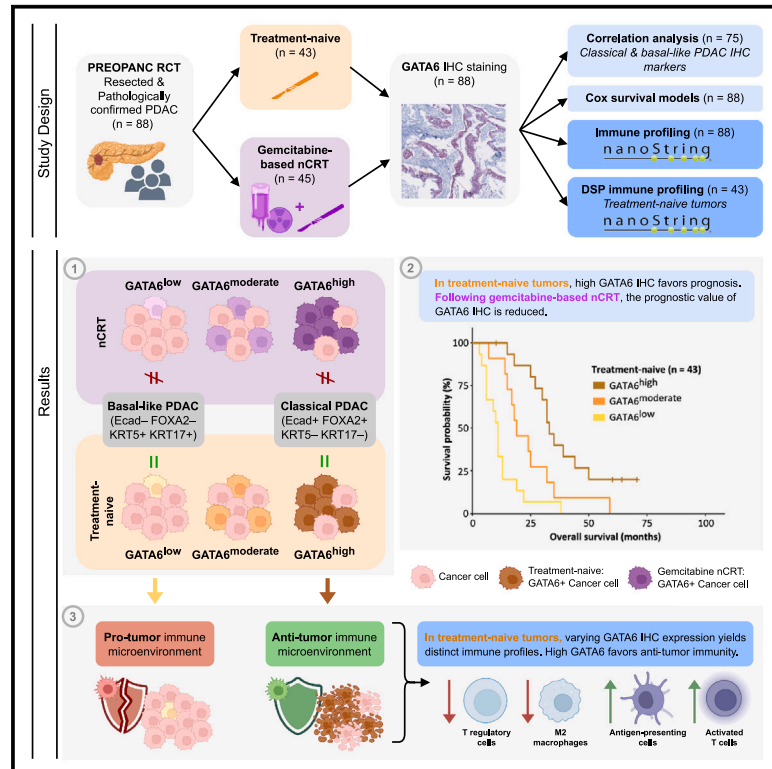 Study Design
PREOPANC RCT
Resected &
Pathologically
confirmed PDAC
(n = 88)
Treatment-naive
(n = 43)
Gemcitabine-
based nCRT
(n = 45)
+
GATA6 IHC staining
(n = 88)
Correlation analysis (n = 75)
Classical & basal-like PDAC IHC
markers
Cox survival models (n = 88)
Immune profiling (n = 88)
nanoString
DSP immune profiling (n = 43)
Treatment-naive tumors
nanoString
Results
1
nCRT
GATA6low
GATA6moderate
GATA6high
Basal-like PDAC
(Ecad– FOXA2–
KRT5+ KRT17+)
Classical PDAC
(Ecad+ FOXA2+
KRT5– KRT17–)
Treatment-
naive
GATA6low
GATA6moderate
GATA6high
2
In treatment-naive tumors, high GATA6 IHC favors prognosis.
Following gemcitabine-based nCRT, the prognostic value of
GATA6 IHC is reduced.
Survival probability (%)
100
75
50
25
0
Treatment-naive (n = 43)
GATA6high
GATA6moderate
GATA6low
0
50
100
Overall survival (months)
Cancer cell
Treatment-naive:
GATA6+ Cancer cell
Gemcitabine nCRT:
GATA6+ Cancer cell
3
Pro-tumor immune
microenvironment
Anti-tumor immune
microenvironment
In treatment-naive tumors, varying GATA6 IHC expression yields
distinct immune profiles. High GATA favors anti-tumor immunity.
T regulatory
cells
M2
macrophages
Antigen-presenting
cells
Activated
T cells